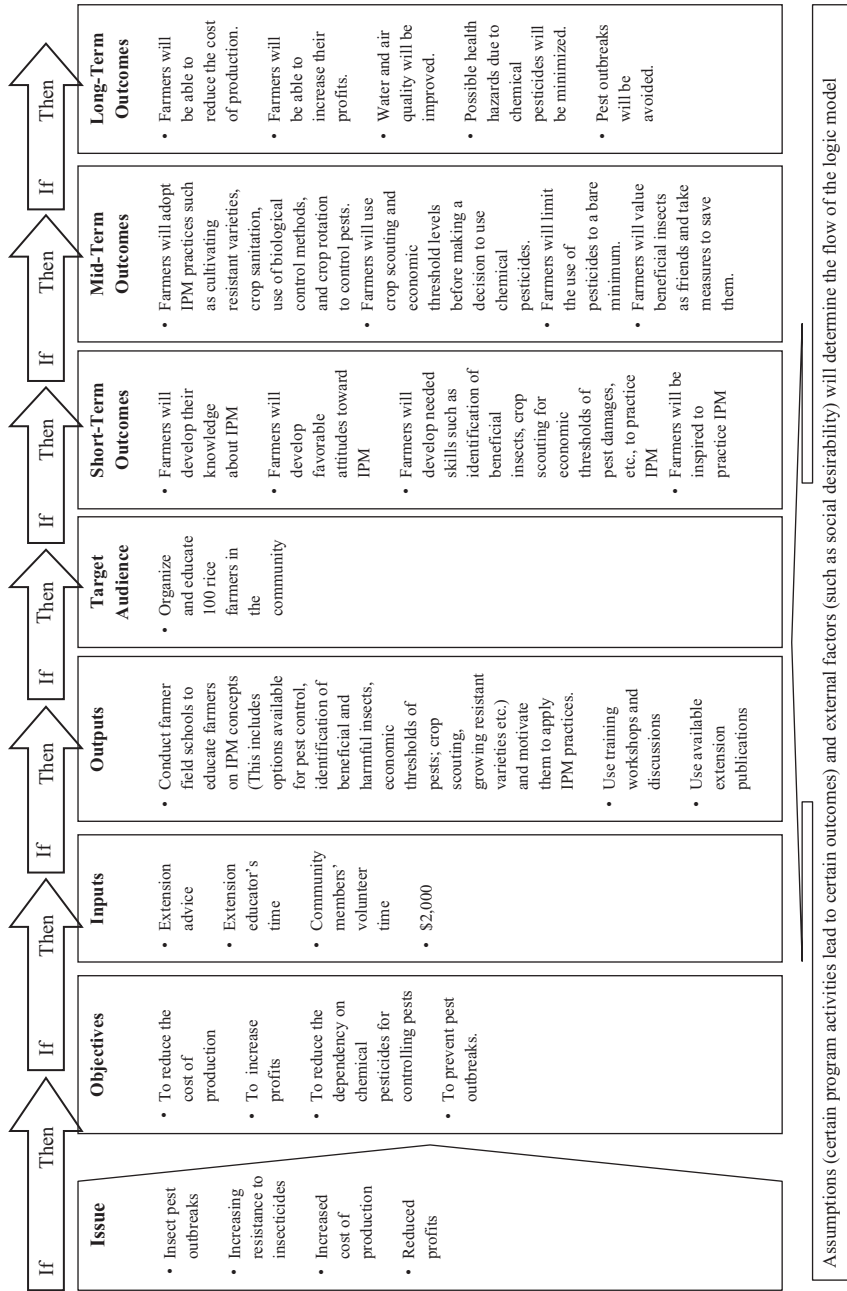 If
Then
If
Then
If
Then
If
Then
If
Then
If
Then
If
Then
Issue
• Insect pest
outbreaks
• Increasing
resistance to
insecticides
• Increased
cost of
production
• Reduced
profits
Objectives
• To reduce the
cost of
production
• To increase
profits
• To reduce the
dependency on
chemical
pesticides for
controlling pests
• To prevent pest
outbreaks.
Inputs
• Extension
advice
• Extension
educator’s
time
• Community
members’
volunteer
time
• $2,000
Outputs
• Conduct farmer
field schools to
educate farmers
on IPM concepts
(This includes
options available
for pest control,
identification of
beneficial and
harmful insects,
economic
thresholds of
pests; crop
scouting,
growing resistant
varieties etc.)
and motivate
them to apply
IPM practices.
• Use training
workshops and
discussions
• Use available
extension
publications
Target
Audience
• Organize
and educate
100 rice
farmers in
the
community
Short-Term
Outcomes
• Farmers will
develop their
knowledge
about IPM
• Farmers will
develop
favorable
attitudes toward
IPM
• Farmers will
develop needed
skills such as
identification of
beneficial
insects, crop
scouting for
economic
thresholds of
pest damages,
etc., to practice
IPM
• Farmers will be
inspired to
practice IPM
Mid-Term
Outcomes
• Farmers will adopt
IPM practices such
as cultivating
resistant varieties,
crop sanitation,
use of biological
control methods,
and crop rotation
to control pests.
• Farmers will use
crop scouting and
economic
threshold levels
before making a
decision to use
chemical
pesticides.
• Farmers will limit
the use of
pesticides to a bare
minimum.
• Farmers will value
beneficial insects
as friends and take
measures to save
them.
Long-Term
Outcomes
• Farmers will
be able to
reduce the cost
of production.
• Farmers will
be able to
increase their
profits.
• Water and air
quality will be
improved.
• Possible health
hazards due to
chemical
pesticides will
be minimized.
• Pest outbreaks
will be
avoided.
Assumptions (certain program activities lead to certain outcomes) and external factors (such as social desirability) will determine the flow of the logic model